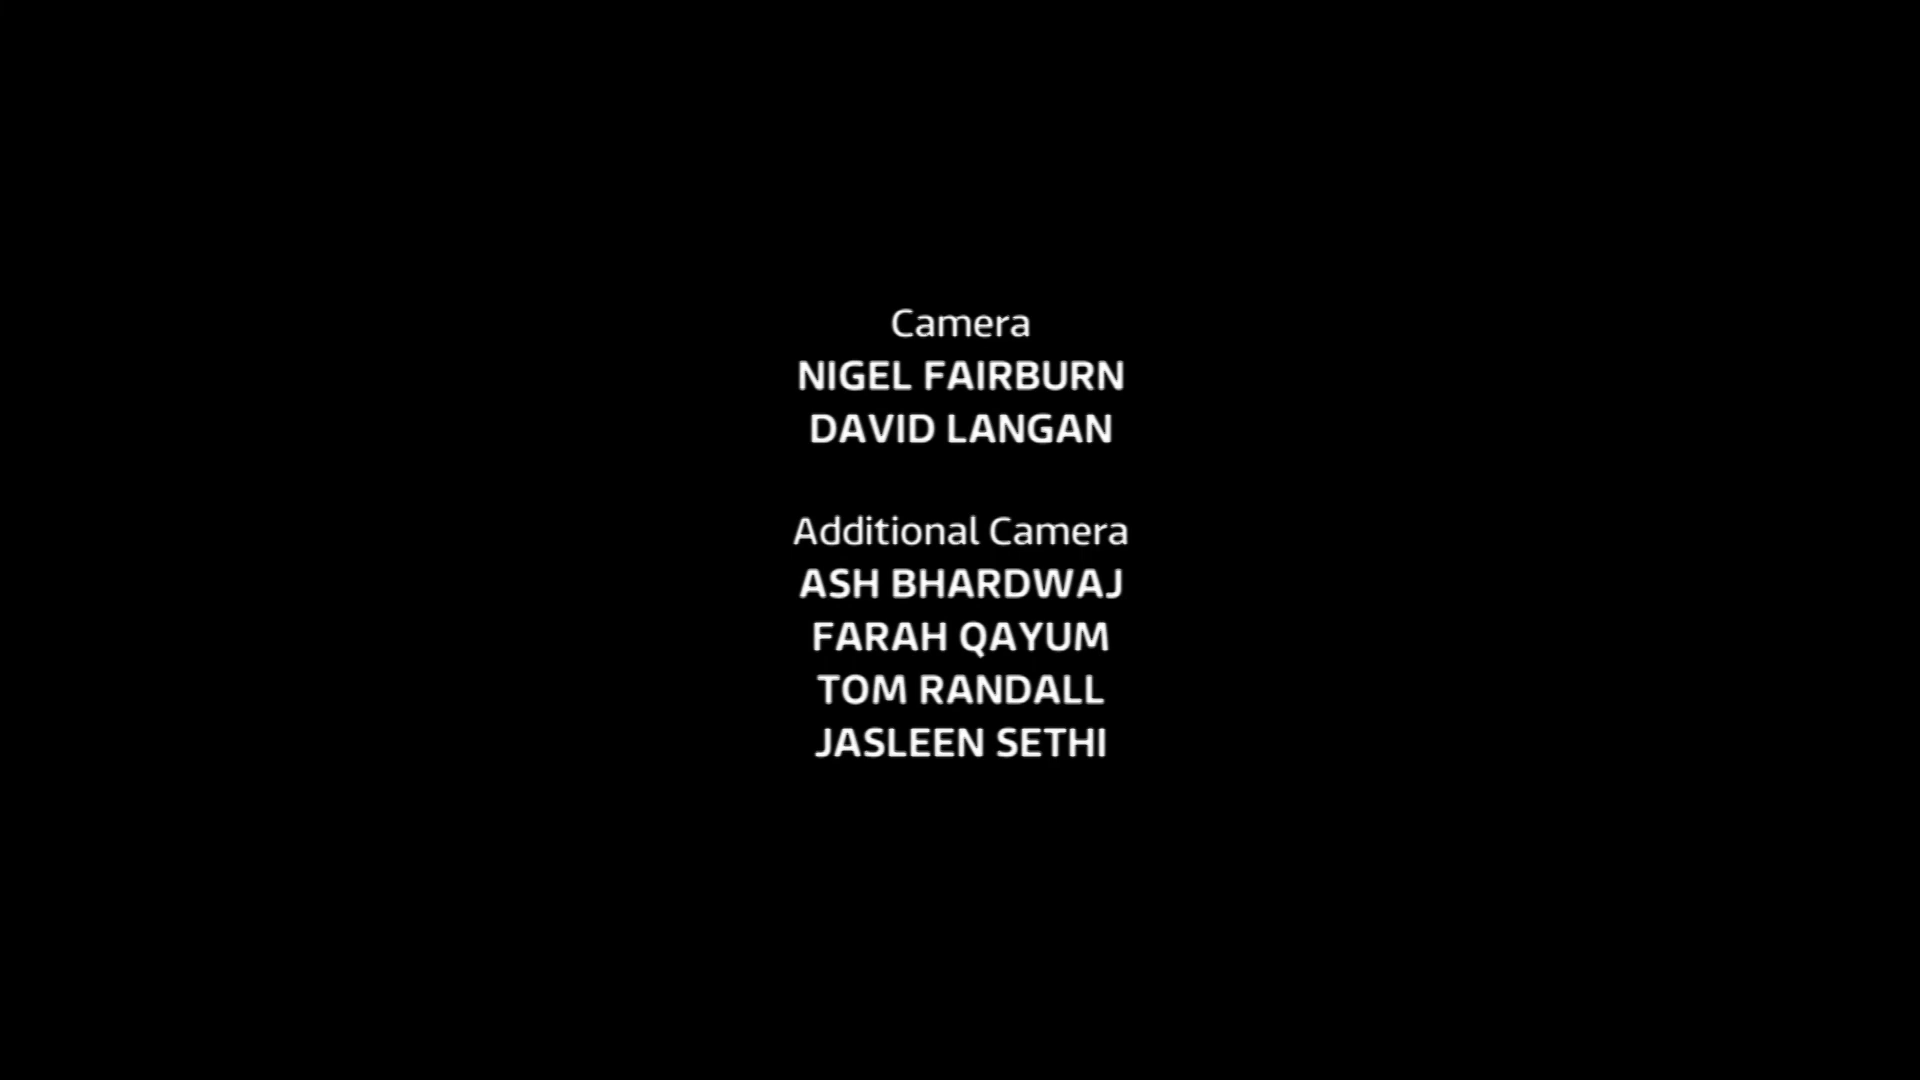 Camera
NIGEL FAIRBURN
DAVID LANGAN
Additional Camera
ASH BHARDWAJ
FARAH QAYUM
TOM RANDALL
JASLEEN SETHI